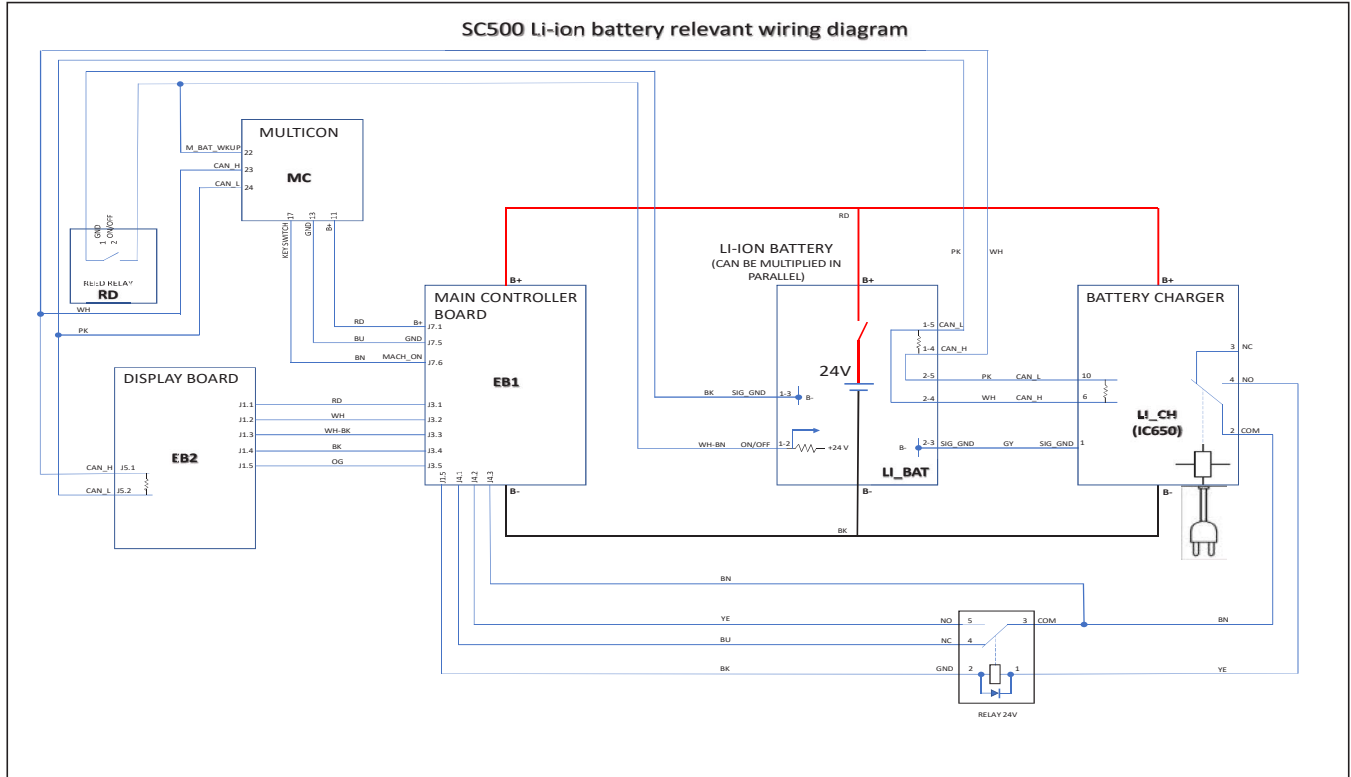 SC500 Li-ion battery relevant wiring diagram
MULTICON
MC
M_BAT_WKUP
22
CAN_H
23
CAN_L
24
KEY SWITCH
17
GND
13
B+
11
GND
1
ON/OFF
2
REED RELAY
RD
WH
PK
DISPLAY BOARD
EB2
J1.1
J1.2
J1.3
J1.4
J1.5
CAN_H
J5.1
CAN_L
J5.2
RD
WH
WH-BK
BK
OG
MAIN CONTROLLER
BOARD
EB1
B+
B-
RD
B+
J7.1
BU
GND
J7.5
BN
MACH_ON
J7.6
J3.1
J3.2
J3.3
J3.4
J3.5
J1.5
J4.1
J4.2
J4.3
RD
LI-ION BATTERY
(CAN BE MULTIPLIED IN
PARALLEL)
B+
24V
BK
SIG_GND
1-3
B-
WH-BN
ON/OFF
1-2
+24 V
LI_BAT
B-
BK
PK
WH
1-5
CAN_L
1-4
CAN_H
2-5
PK
CAN_L
10
2-4
WH
CAN_H
6
B-
2-3
SIG_GND
GY
SIG_GND
1
BATTERY CHARGER
B+
LI_CH
(IC650)
B-
3
NC
4
NO
2
COM
BN
YE
BU
BK
NO
5
NC
4
GND
2
3
COM
1
BN
YE
RELAY 24V